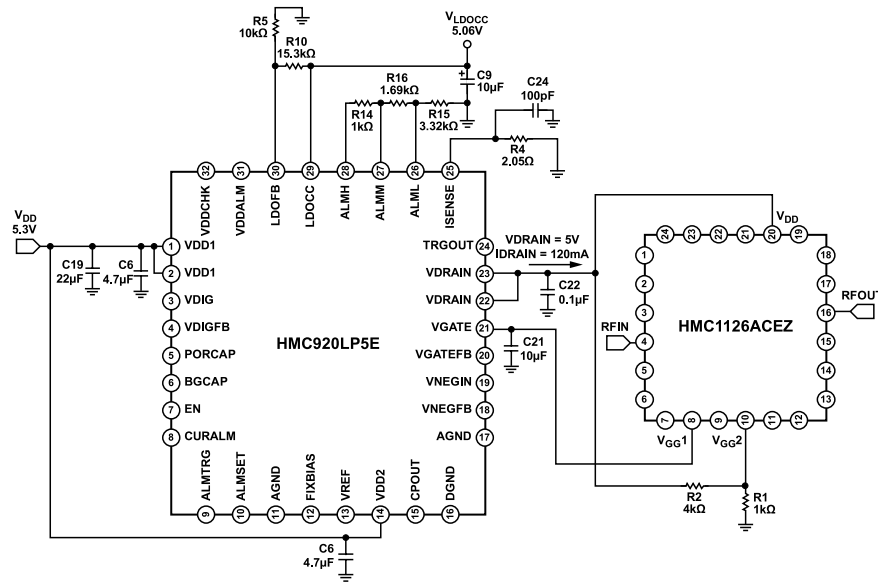 R5
10kΩ
R10
15.3kΩ
VLDOCC
5.06V
C9
10µF
+
R16
1.69kΩ
R14
1kΩ
R15
3.32kΩ
C24
100pF
R4
2.05Ω
32 31 30 29 28 27 26 25
VDDCHK
VDDALM
LDOFB
LDOCC
ALMH
ALMM
ALML
ISENSE
VDD
5.3V
C19
22µF
C6
4.7µF
1 VDD1
2 VDD1
3 VDIG
4 VDIGFB
5 PORCAP
6 BGCAP
7 EN
8 CURALM
HMC920LP5E
TRGOUT 24
VDRAIN 23
VDRAIN 22
VGATE 21
VGATEFB 20
VNEGIN 19
VNEGFB 18
AGND 17
ALMTRG
ALMSET
AGND
FIXBIAS
VREF
VDD2
CPOUT
DGND
9 10 11 12 13 14 15 16
C6
4.7µF
VDRAIN = 5V
IDRAIN = 120mA
C22
0.1µF
C21
10µF
VDD
24 23 22 21 20 19
1
2
3
4
5
6
18
17
16
15
14
13
RFIN
HMC1126ACEZ
RFOUT
7 8 9 10 11 12
VGG1
VGG2
R2
4kΩ
R1
1kΩ